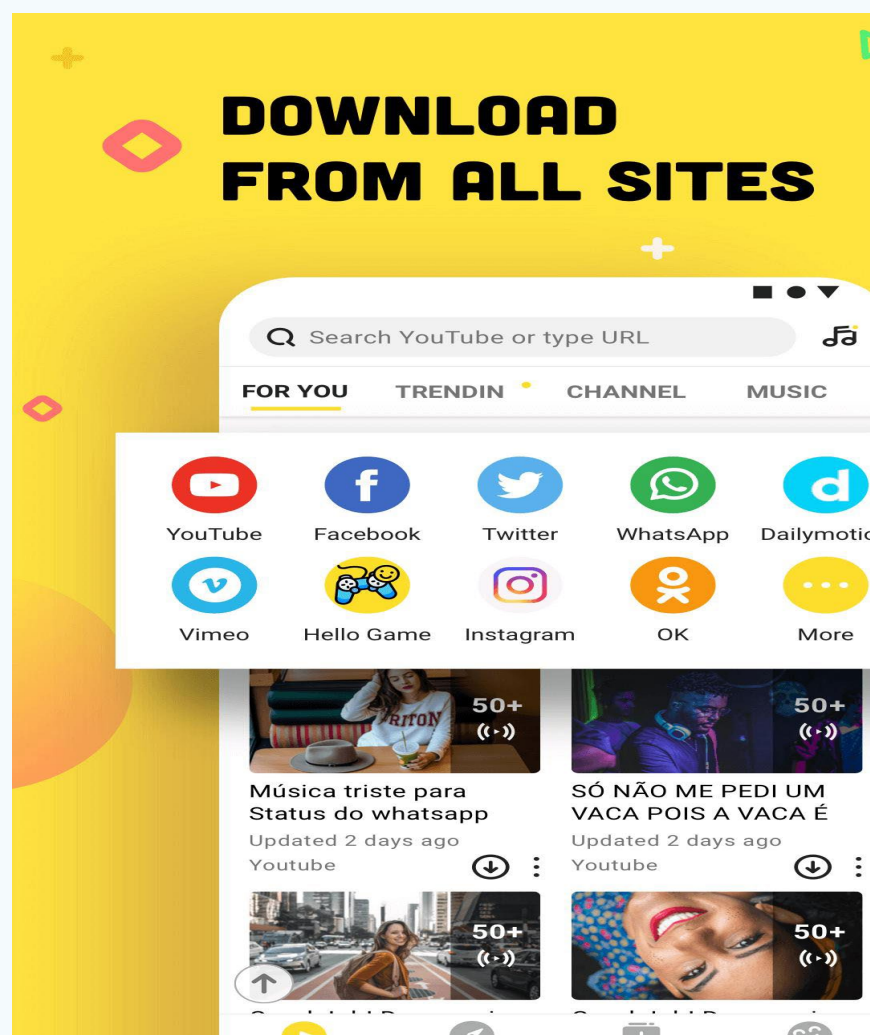 DOWNLOAD
FROM ALL SITES
Search YouTube or type URL
FOR YOU TRENDIN CHANNEL MUSIC
YouTube Facebook Twitter WhatsApp Dailymotio
Vimeo Hello Game Instagram OK More
RITON
50+ 50+
Música triste para
Status do whatsapp
Updated 2 days ago
Youtube
SÓ NÃO ME PEDI UM
VACA POIS A VACA É
Updated 2 days ago
Youtube
50+ 50+